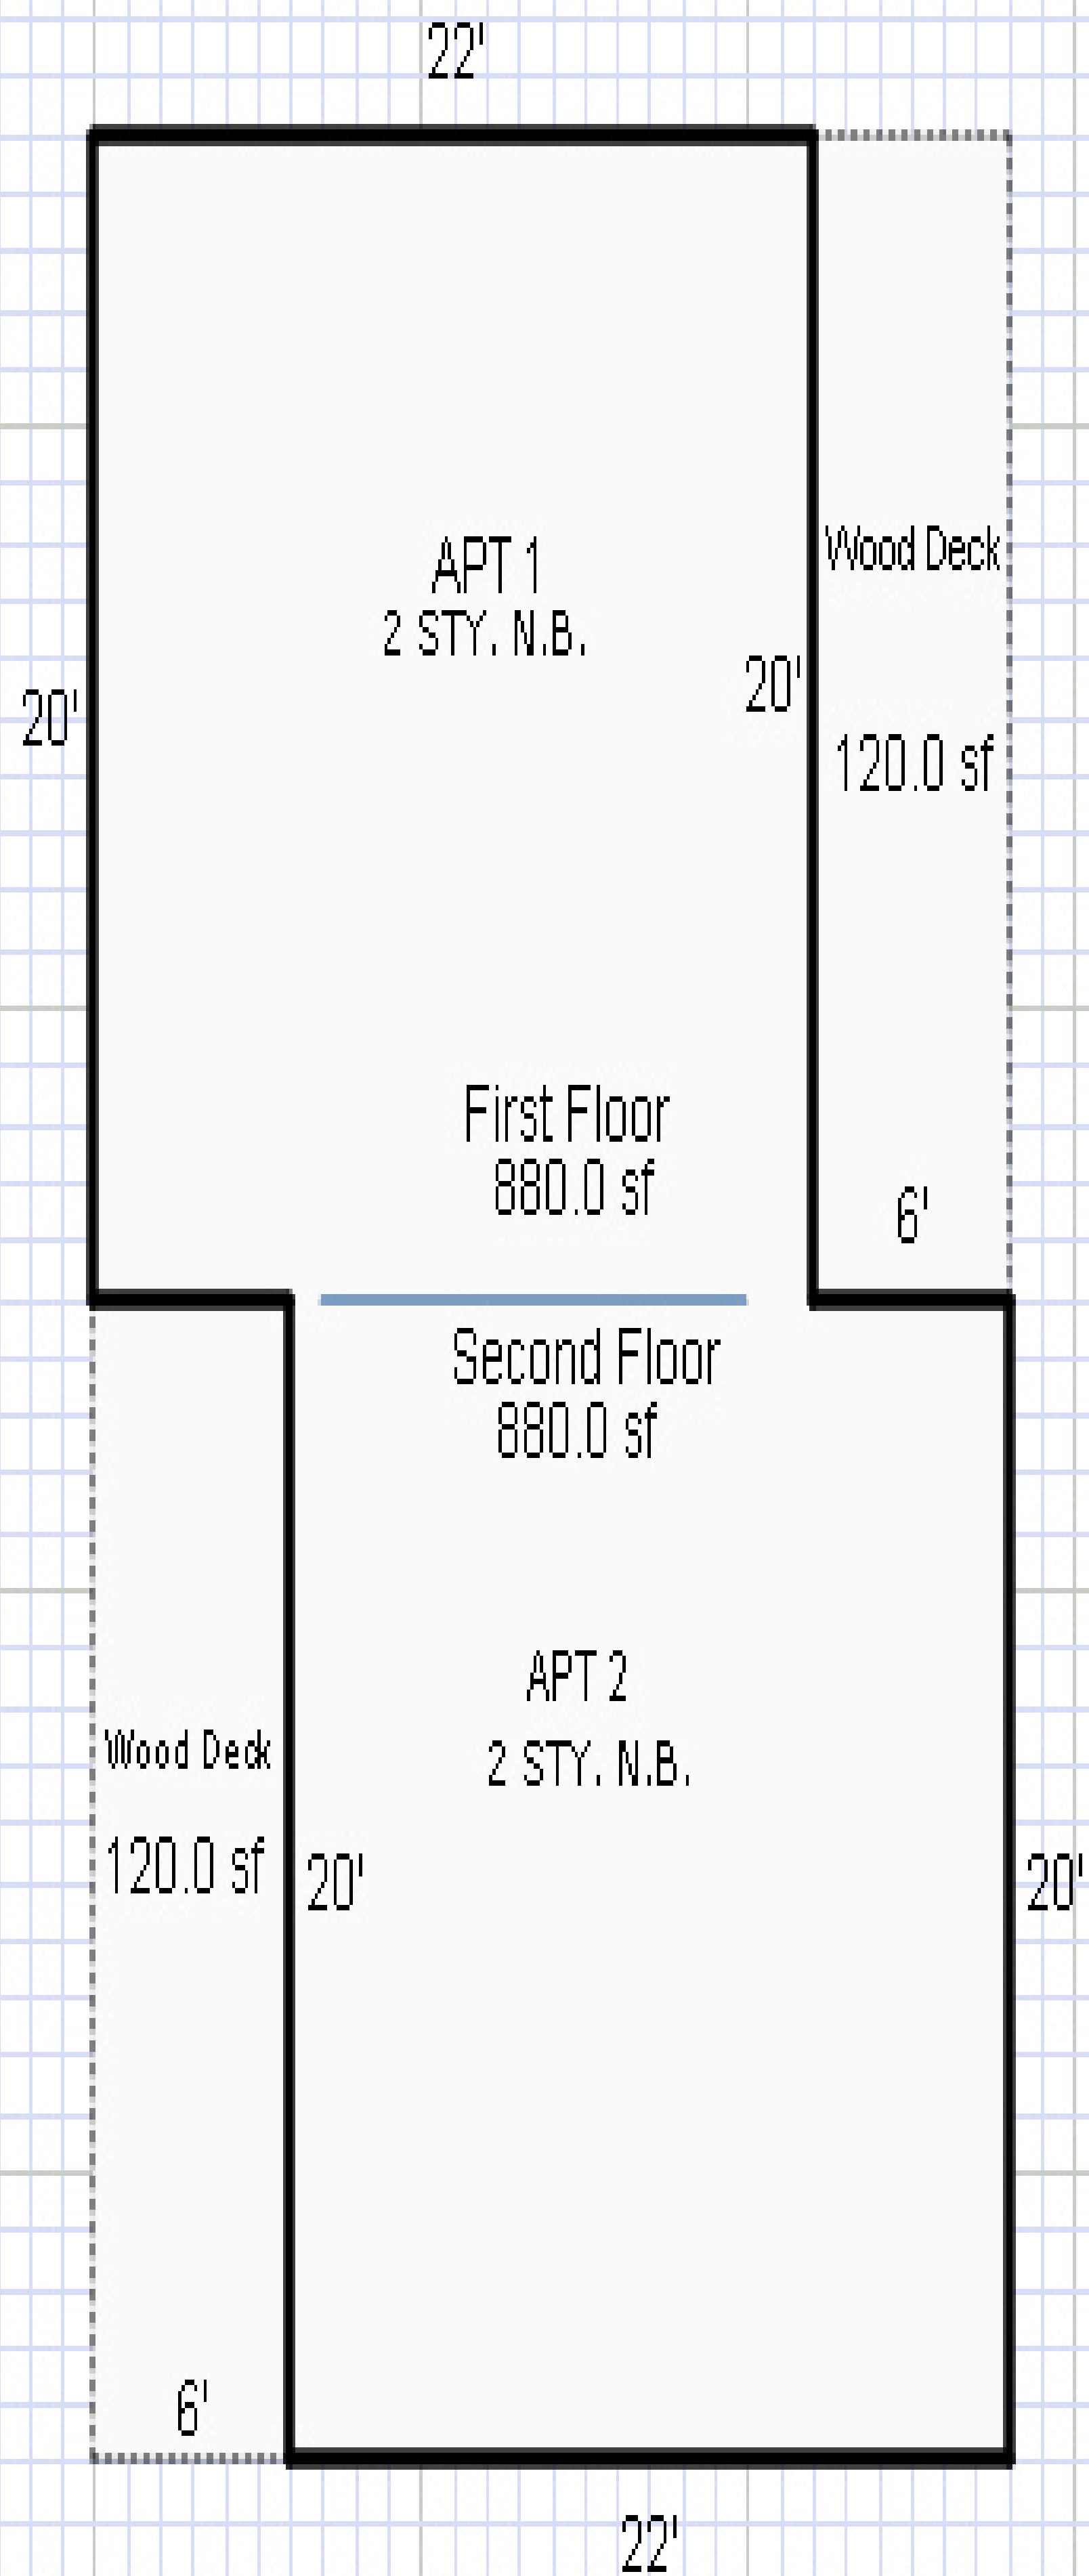 22'
APT 1
2 STY. N.B.
Wood Deck
20'
20'
120.0 sf
First Floor
880.0 sf
6'
Second Floor
880.0 sf
APT 2
2 STY. N.B.
Wood Deck
120.0 sf
20'
20'
6'
22'